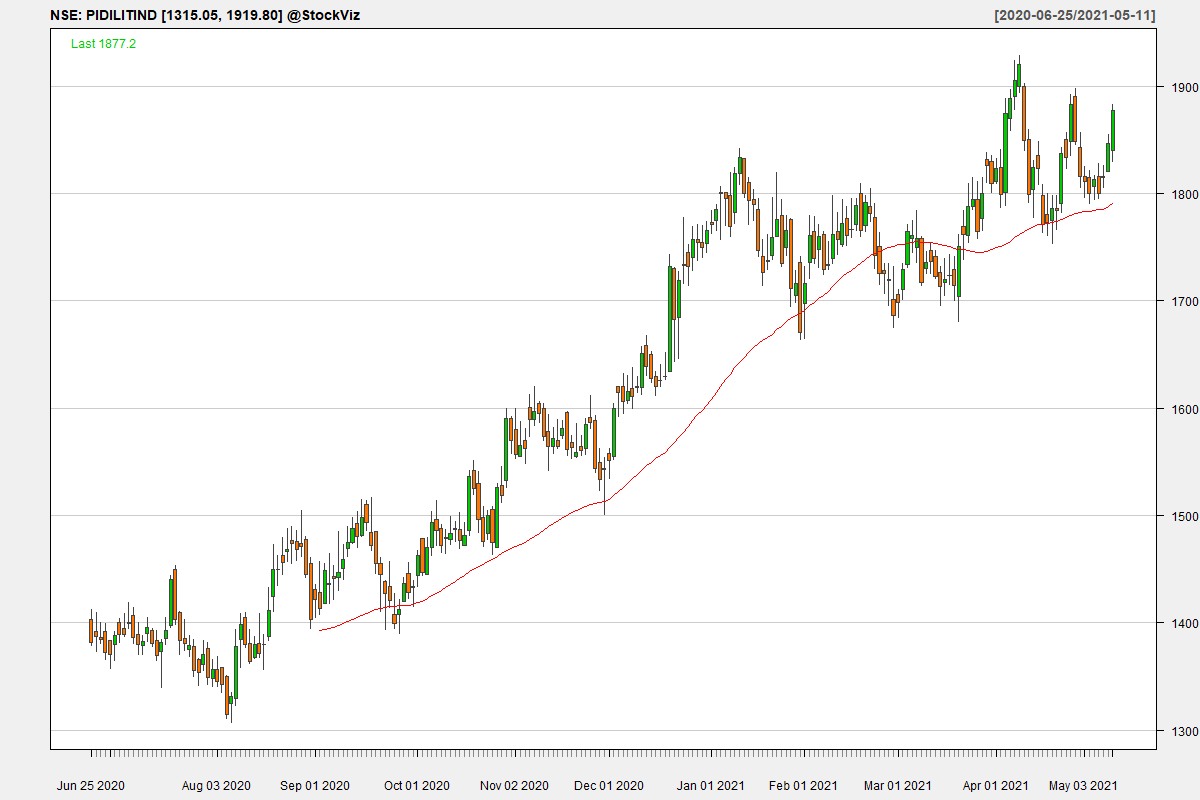 NSE: PIDILITIND [1315.05, 1919.80] @StockViz [2020-06-25/2021-05-11]
Last 1877.2
1900
1800
1700
1600
1500
1400
1300
Jun 25 2020 Aug 03 2020 Sep 01 2020 Oct 01 2020 Nov 02 2020 Dec 01 2020 Jan 01 2021 Feb 01 2021 Mar 01 2021 Apr 01 2021 May 03 2021